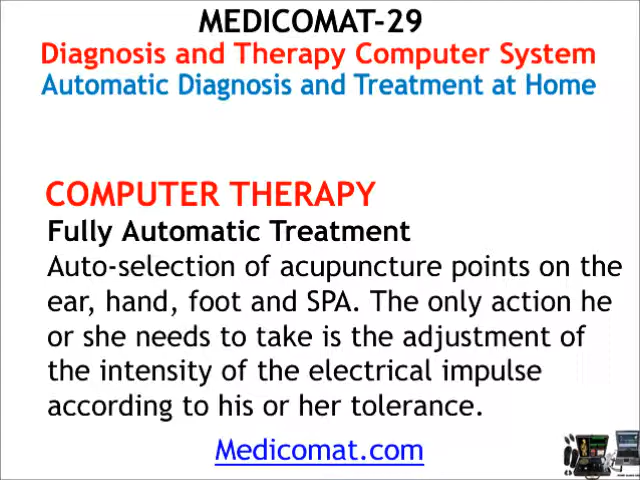 MEDICOMAT-29
Diagnosis and Therapy Computer System
Automatic Diagnosis and Treatment at Home
COMPUTER THERAPY
Fully Automatic Treatment
Auto-selection of acupuncture points on the
ear, hand, foot and SPA. The only action he
or she needs to take is the adjustment of
the intensity of the electrical impulse
according to his or her tolerance.
Medicomat.com